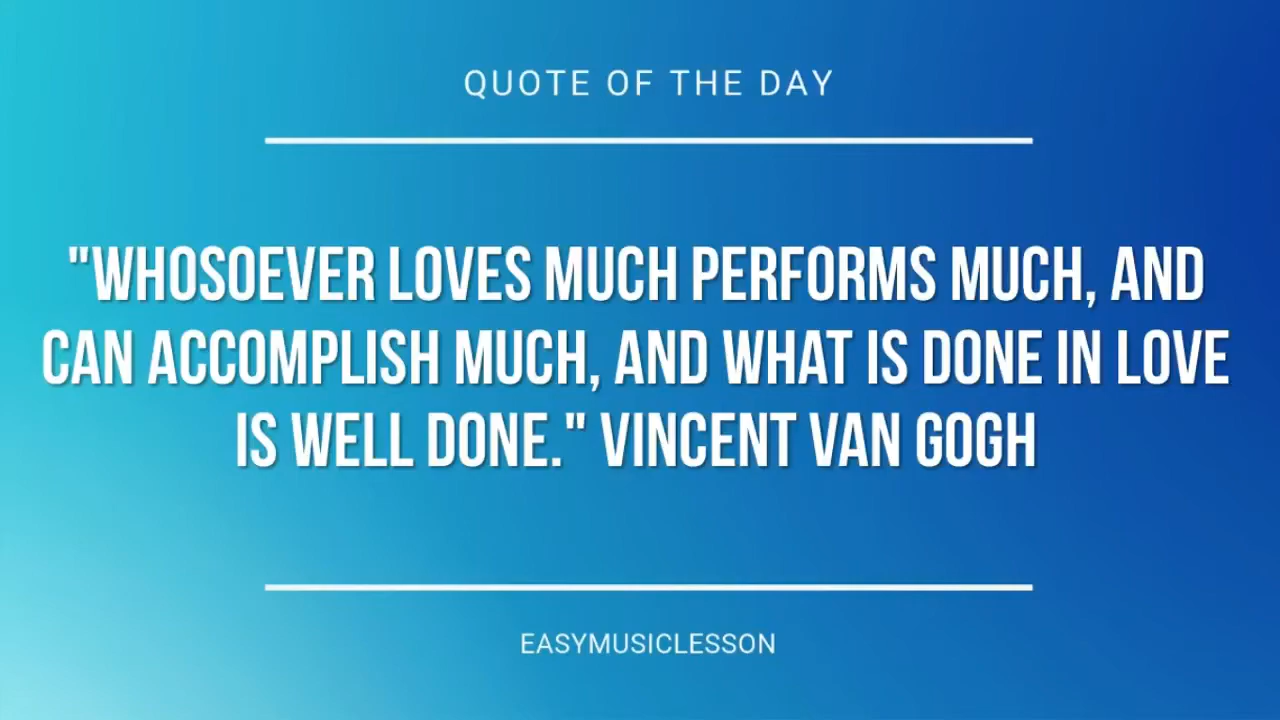 QUOTE OF THE DAY
"WHOSOEVER LOVES MUCH PERFORMS MUCH, AND
CAN ACCOMPLISH MUCH, AND WHAT IS DONE IN LOVE
IS WELL DONE." VINCENT VAN GOGH
EASYMUSICLESSON